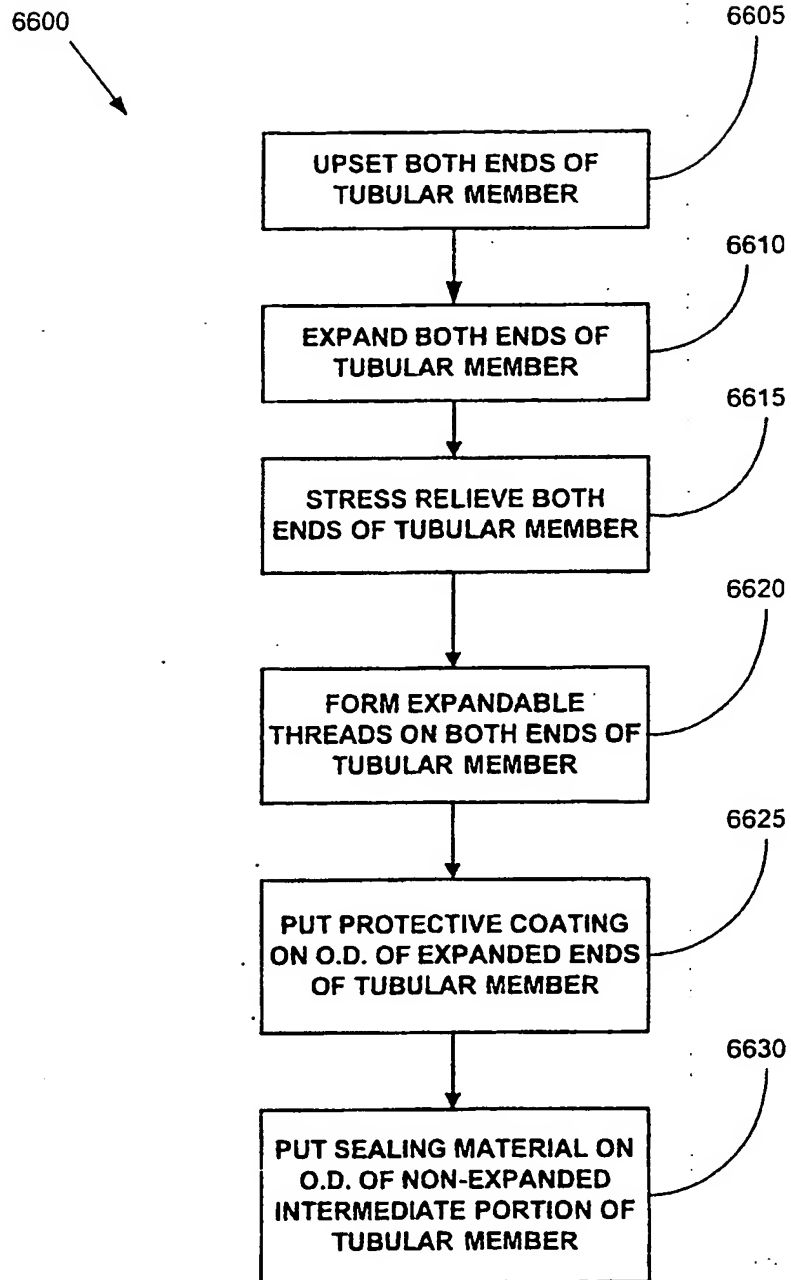 6600
6605
UPSET BOTH ENDS OF
TUBULAR MEMBER
6610
EXPAND BOTH ENDS OF
TUBULAR MEMBER
6615
STRESS RELIEVE BOTH
ENDS OF TUBULAR MEMBER
6620
FORM EXPANDABLE
THREADS ON BOTH ENDS OF
TUBULAR MEMBER
6625
PUT PROTECTIVE COATING
ON O.D. OF EXPANDED ENDS
OF TUBULAR MEMBER
6630
PUT SEALING MATERIAL ON
O.D. OF NON-EXPANDED
INTERMEDIATE PORTION OF
TUBULAR MEMBER